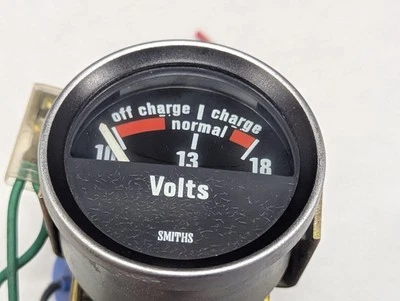 off charge | charge
normal
10 13 18
Volts
SMITHS